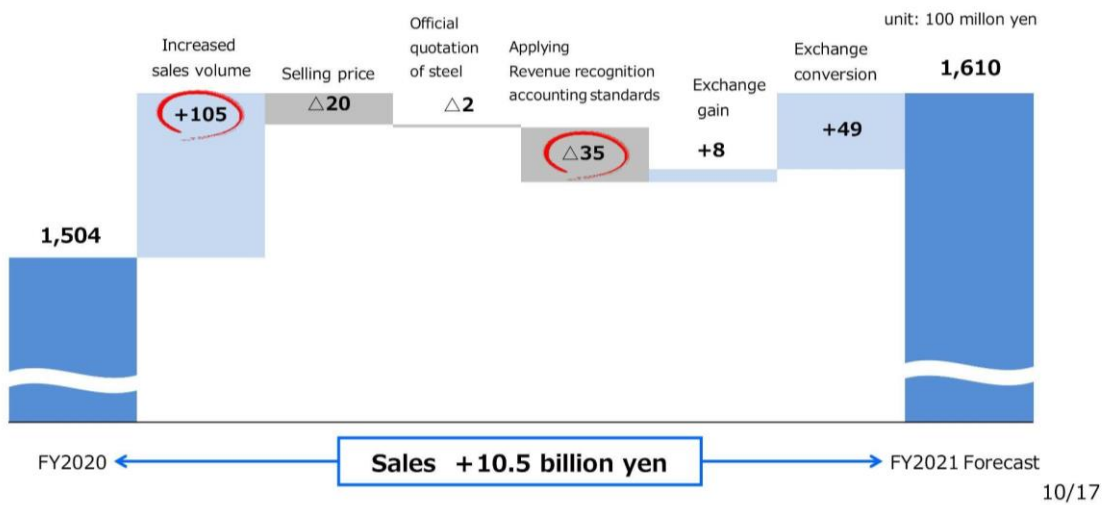 unit: 100 millon yen
Increased
sales volume
+105
Selling price
△20
Official
quotation
of steel
△2
Applying
Revenue recognition
accounting standards
△35
Exchange
gain
+8
Exchange
conversion
+49
1,610
1,504
FY2020
Sales +10.5 billion yen
FY2021 Forecast
10/17